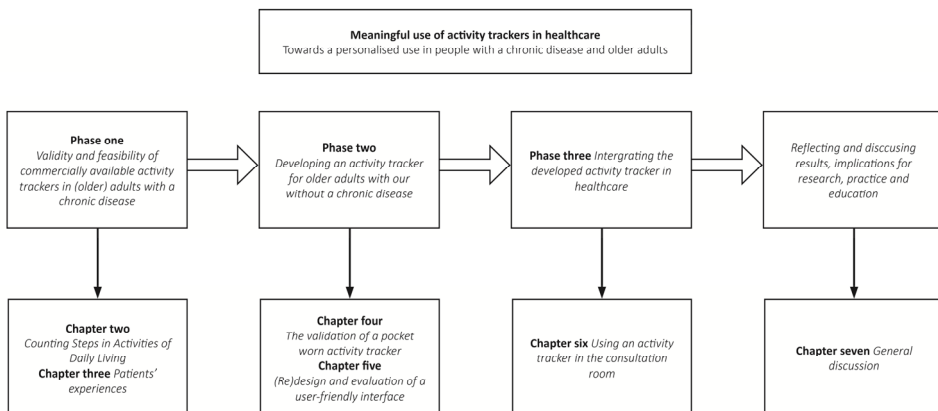 Meaningful use of activity trackers in healthcare
Towards a personalised use in people with a chronic disease and older adults
Phase one
Validity and feasibility of
commercially available activity
trackers in (older) adults with a
chronic disease
Phase two
Developing an activity tracker
for older adults with our
without a chronic disease
Phase three Intergrating the
developed activity tracker in
healthcare
Reflecting and disccusing
results, implications for
research, practice and
education
Chapter two
Counting Steps in Activities of
Daily Living
Chapter three Patients'
experiences
Chapter four
The validation of a pocket
worn activity tracker
Chapter five
(Re)design and evaluation of a
user-friendly interface
Chapter six Using an activity
tracker in the consultation
room
Chapter seven General
discussion